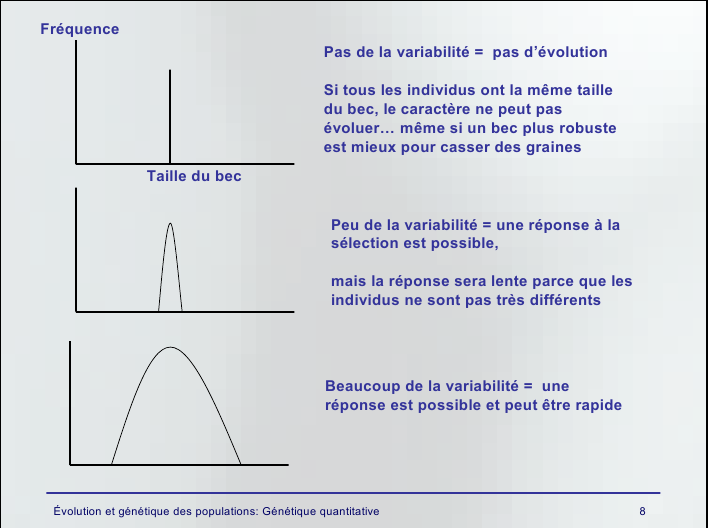 Fréquence
Pas de la variabilité =  pas d’évolution
Si tous les individus ont la même taille
du bec, le caractère ne peut pas
évoluer… même si un bec plus robuste
est mieux pour casser des graines
Taille du bec
Peu de la variabilité = une réponse à la
sélection est possible,
mais la réponse sera lente parce que les
individus ne sont pas très différents
Beaucoup de la variabilité =  une
réponse est possible et peut être rapide
Évolution et génétique des populations: Génétique quantitative
8